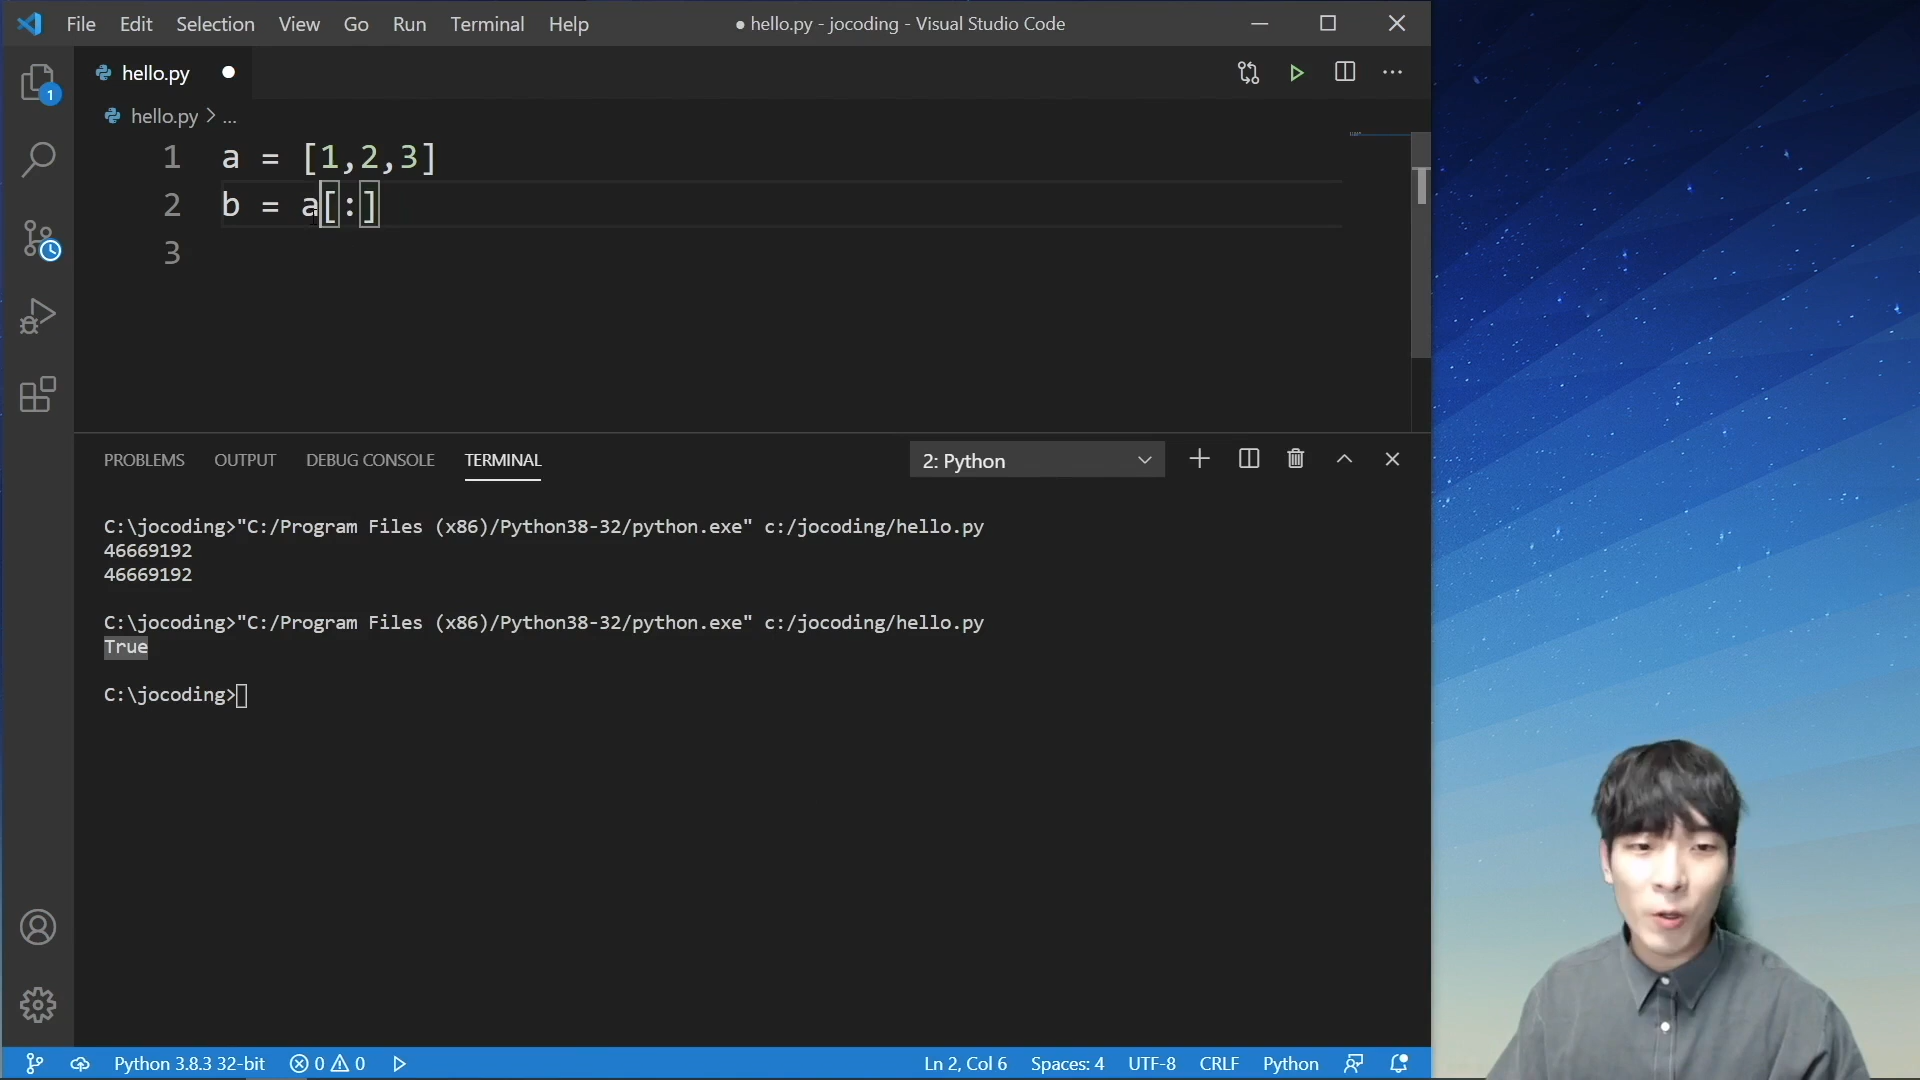 File Edit Selection View Go Run Terminal Help ● hello.py - jocoding - Visual Studio Code
hello.py
hello.py > ...
1 a = [1,2,3]
2 b = a[:]
3
1
PROBLEMS OUTPUT DEBUG CONSOLE TERMINAL 2: Python
C:\jocoding>"C:/Program Files (x86)/Python38-32/python.exe" c:/jocoding/hello.py
46669192
46669192
C:\jocoding>"C:/Program Files (x86)/Python38-32/python.exe" c:/jocoding/hello.py
True
C:\jocoding>
Python 3.8.3 32-bit 0 0 Ln 2, Col 6 Spaces: 4 UTF-8 CRLF Python